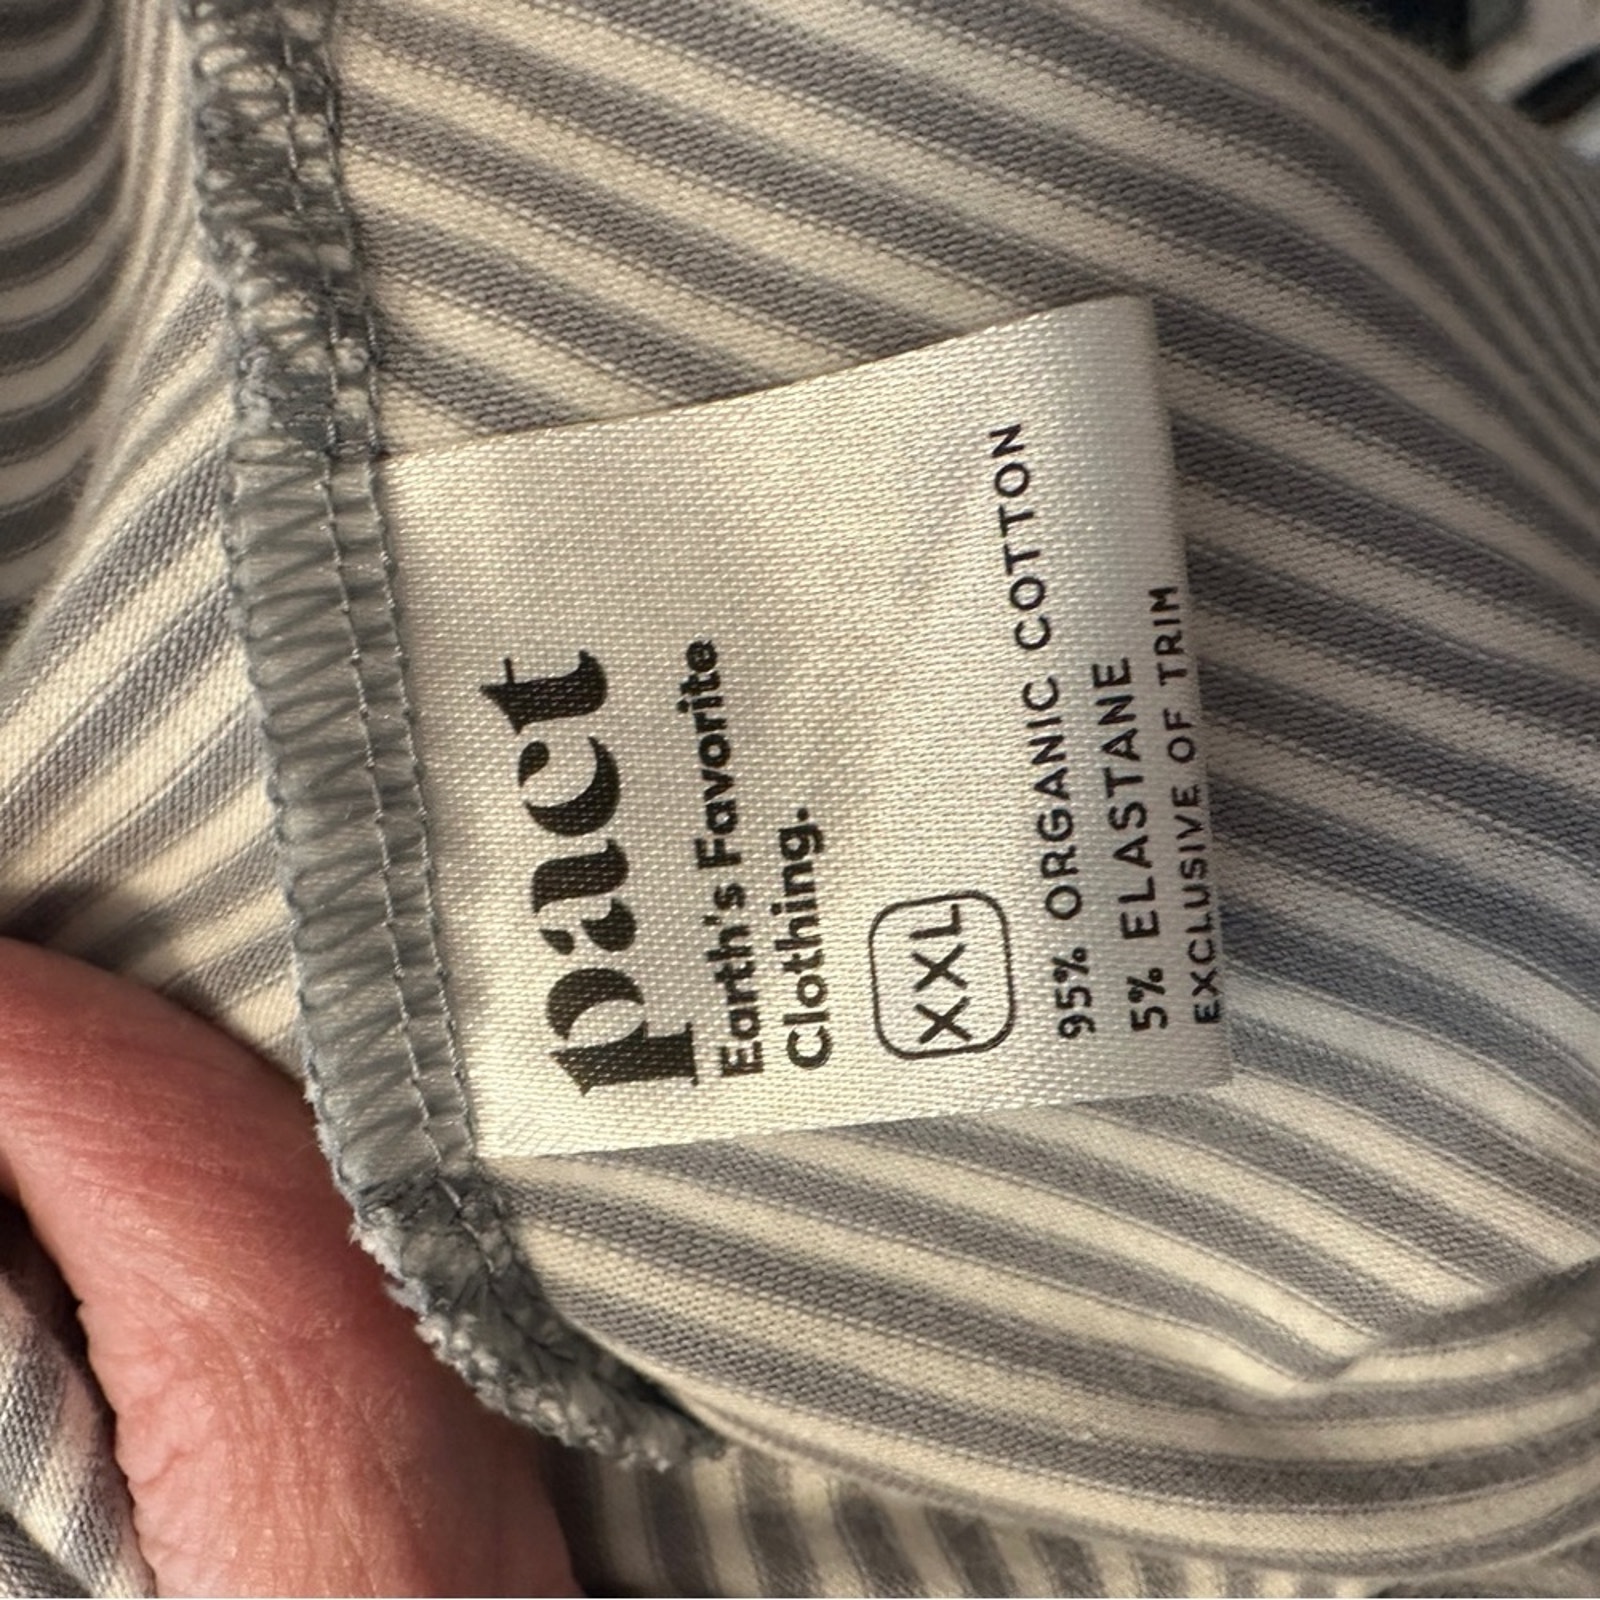 pact
Earth's Favorite
Clothing.
XXL
95% ORGANIC COTTON
5% ELASTANE
EXCLUSIVE OF TRIM